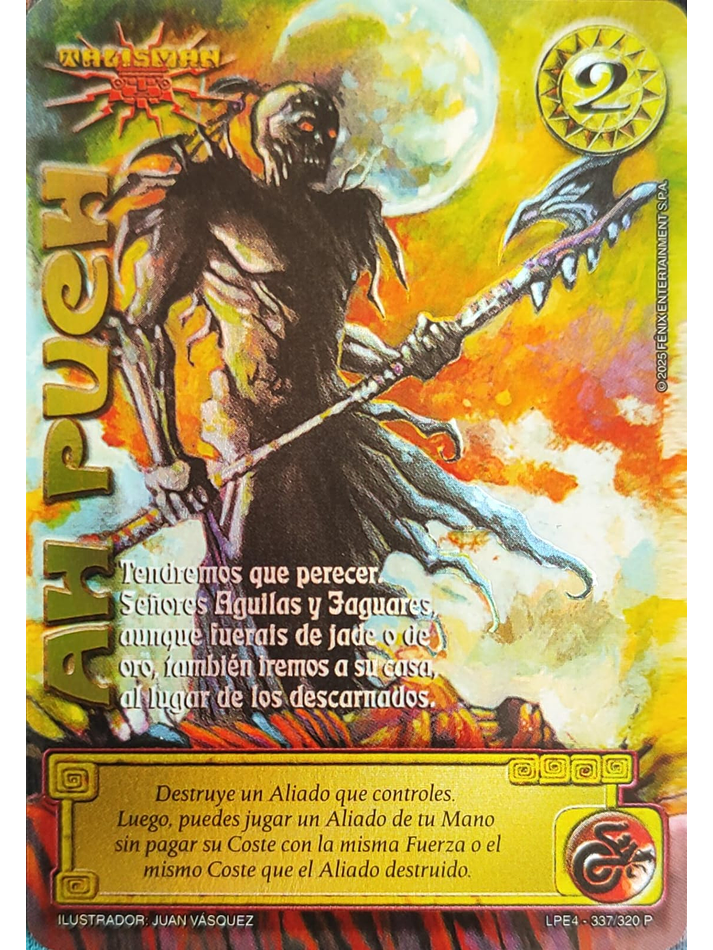 TALISMAN
2
AH PUCH
© 2025 FÉNIX ENTERTAINMENT S.P.A.
Tendremos que perecer.
Señores Aguilas y Jaguares,
aunque fuerais de jade o de
oro, también iremos a su casa,
al lugar de los descarnados.
Destruye un Aliado que controles.
Luego, puedes jugar un Aliado de tu Mano
sin pagar su Coste con la misma Fuerza o el
mismo Coste que el Aliado destruido.
ILUSTRADOR: JUAN VÁSQUEZ
LPE4 - 337/320 P